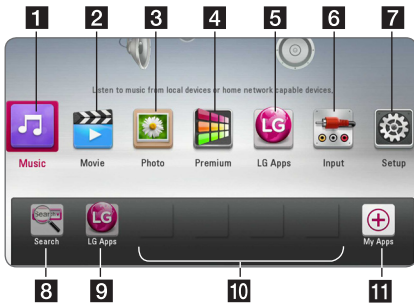 1 2 3 4 5 6 7
Listen to music from local devices or home network capable devices.
LG
Music Movie Photo Premium LG Apps Input Setup
Search LG
Search LG Apps My Apps
8 9 10 11